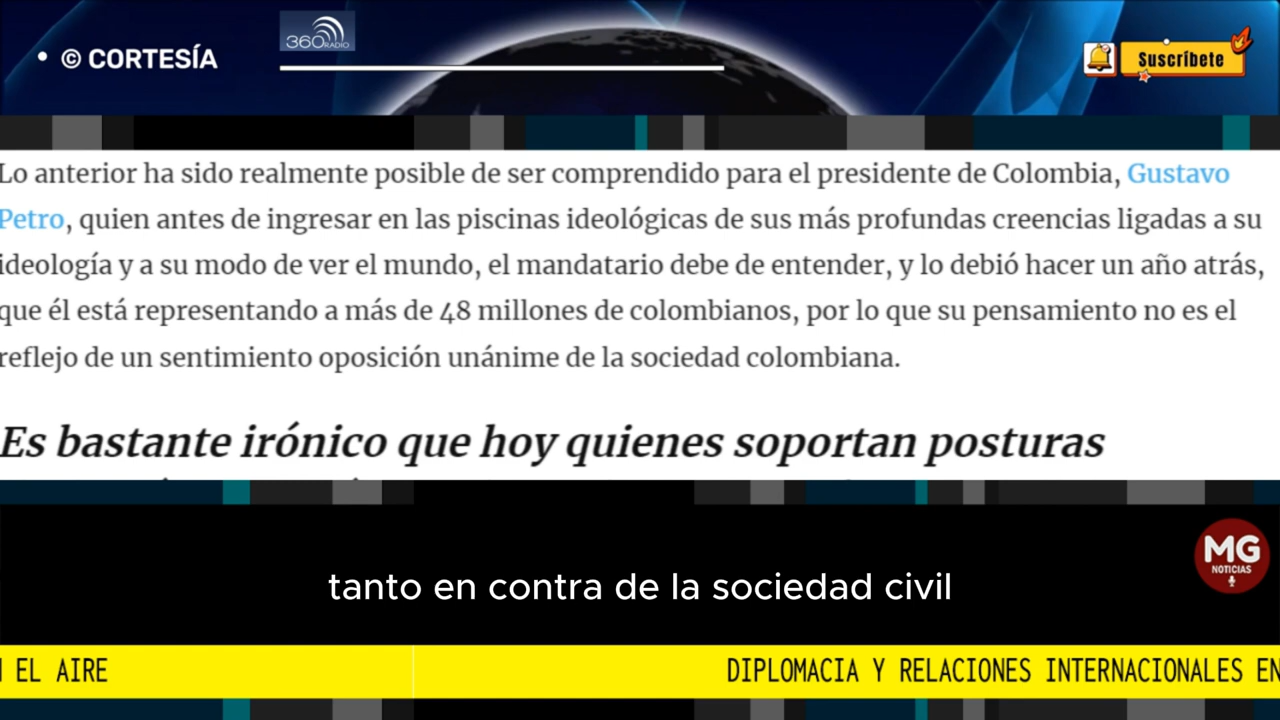 • © CORTESÍA
360RADIO
Suscríbete
Lo anterior ha sido realmente posible de ser comprendido para el presidente de Colombia, Gustavo
Petro, quien antes de ingresar en las piscinas ideológicas de sus más profundas creencias ligadas a su
ideología y a su modo de ver el mundo, el mandatario debe de entender, y lo debió hacer un año atrás,
que él está representando a más de 48 millones de colombianos, por lo que su pensamiento no es el
reflejo de un sentimiento oposición unánime de la sociedad colombiana.
Es bastante irónico que hoy quienes soportan posturas
MG
NOTICIAS
tanto en contra de la sociedad civil
EL AIRE
DIPLOMACIA Y RELACIONES INTERNACIONALES EN